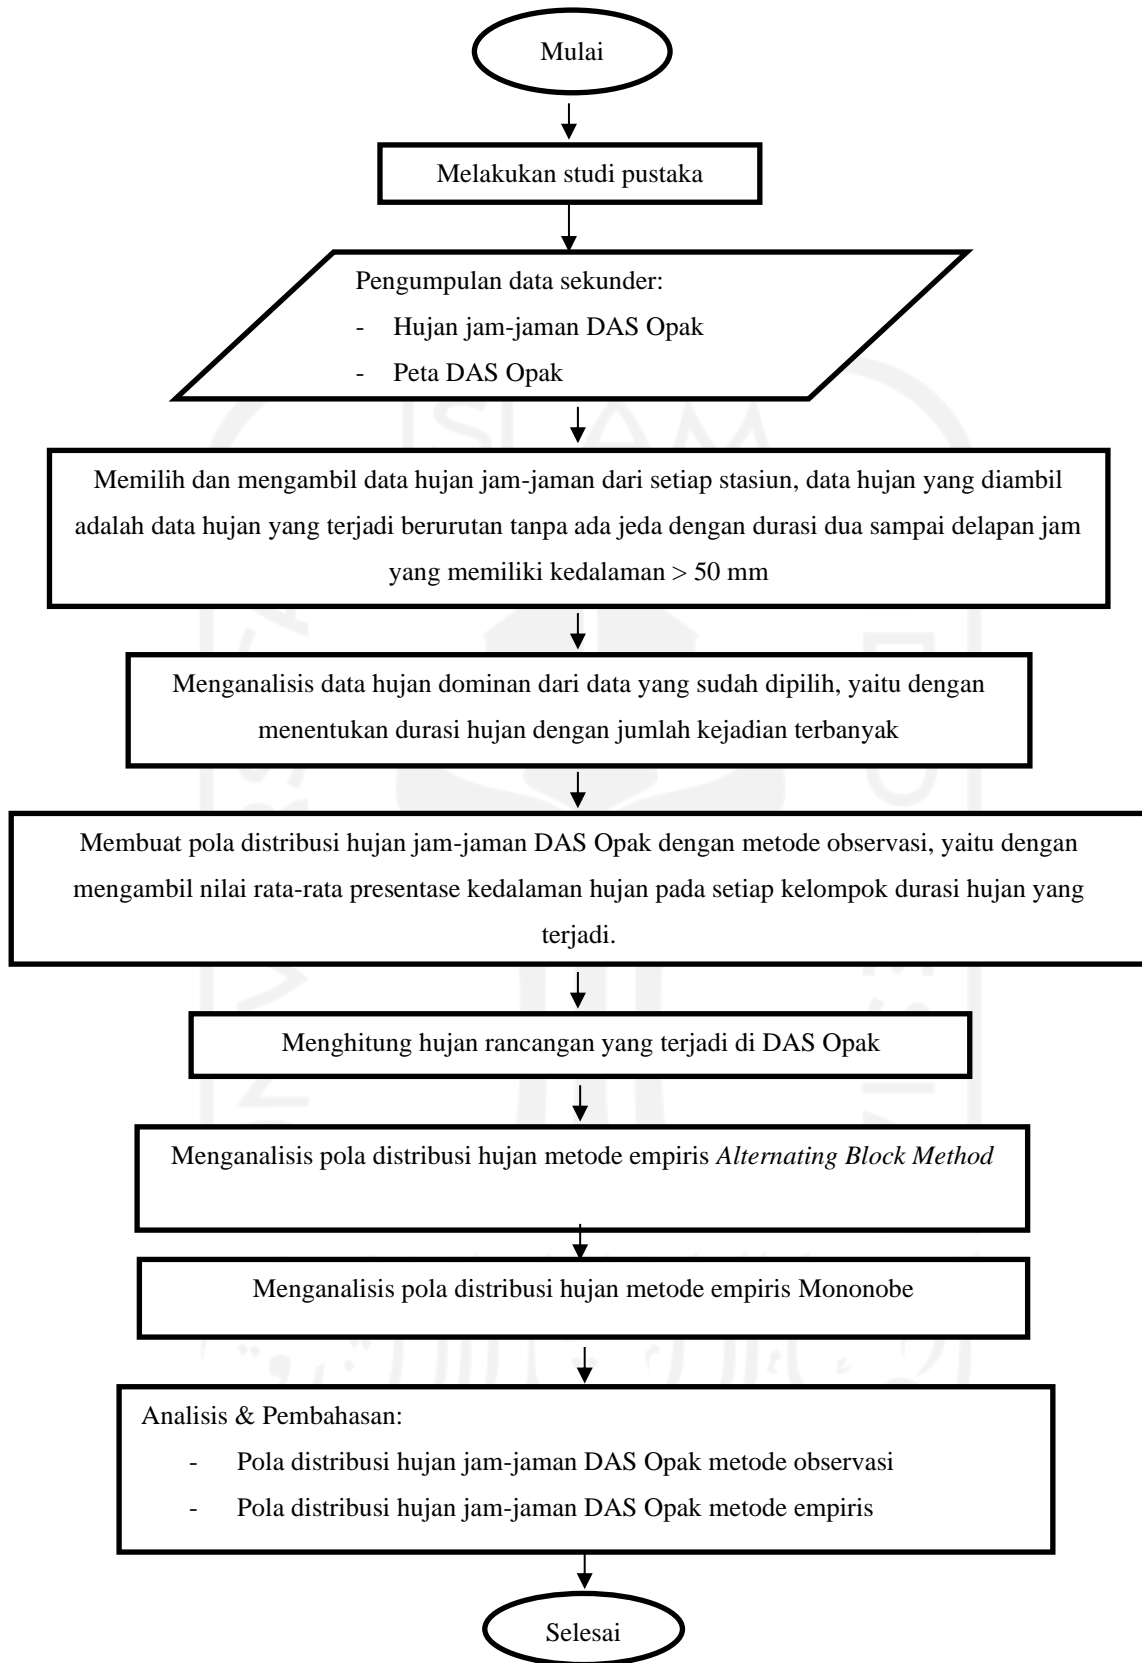 Mulai
Melakukan studi pustaka
Pengumpulan data sekunder:
- Hujan jam-jaman DAS Opak
- Peta DAS Opak
Memilih dan mengambil data hujan jam-jaman dari setiap stasiun, data hujan yang diambil
adalah data hujan yang terjadi berurutan tanpa ada jeda dengan durasi dua sampai delapan jam
yang memiliki kedalaman > 50 mm
Menganalisis data hujan dominan dari data yang sudah dipilih, yaitu dengan
menentukan durasi hujan dengan jumlah kejadian terbanyak
Membuat pola distribusi hujan jam-jaman DAS Opak dengan metode observasi, yaitu dengan
mengambil nilai rata-rata presentase kedalaman hujan pada setiap kelompok durasi hujan yang
terjadi.
Menghitung hujan rancangan yang terjadi di DAS Opak
Menganalisis pola distribusi hujan metode empiris Alternating Block Method
Menganalisis pola distribusi hujan metode empiris Mononobe
Analisis & Pembahasan:
- Pola distribusi hujan jam-jaman DAS Opak metode observasi
- Pola distribusi hujan jam-jaman DAS Opak metode empiris
Selesai